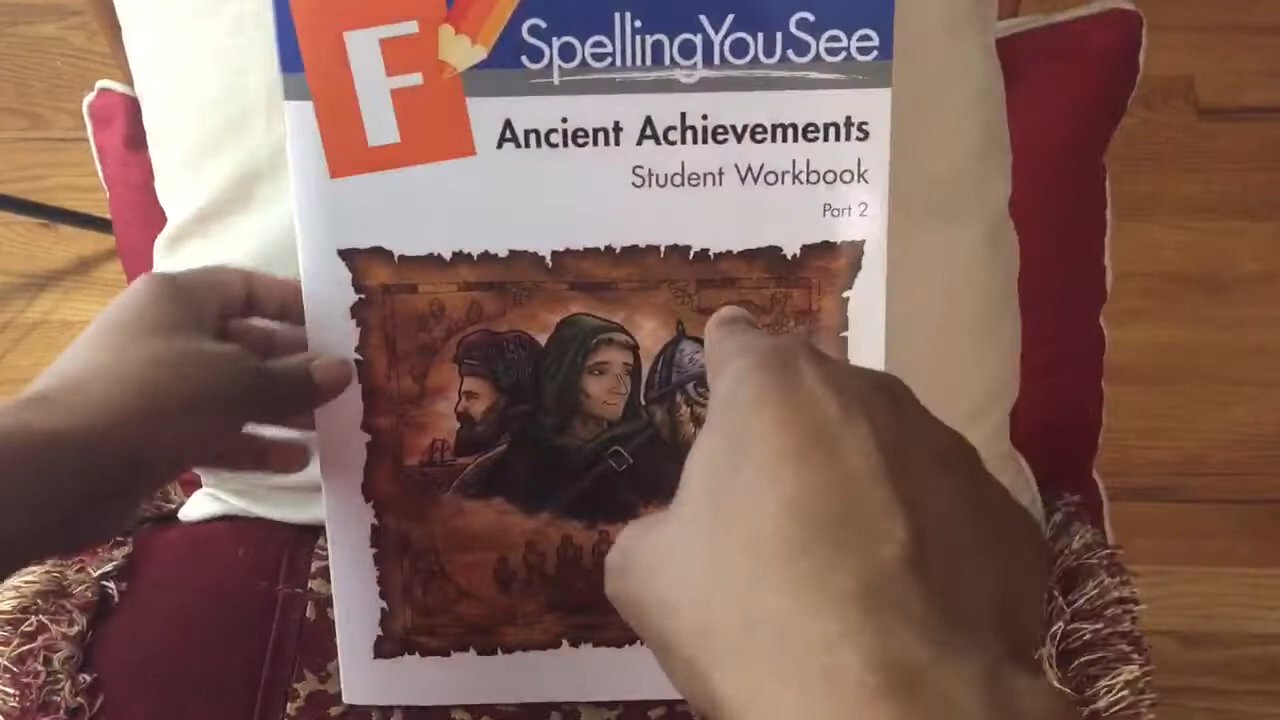 F
SpellingYouSee
Ancient Achievements
Student Workbook
Part 2